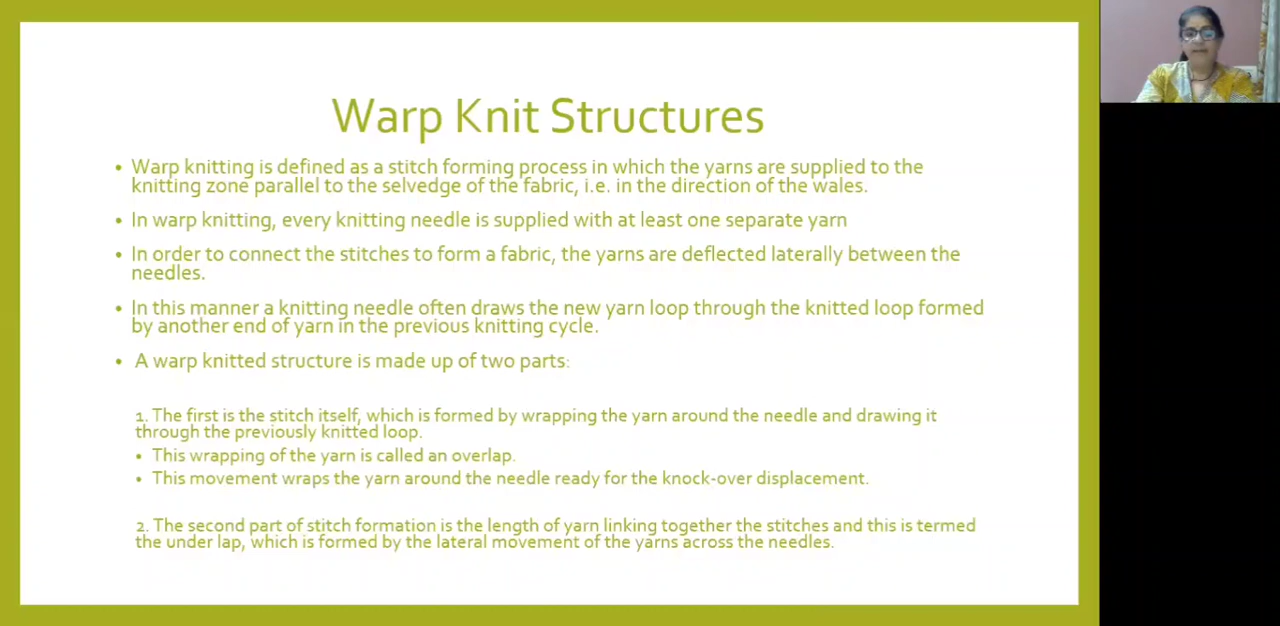 Warp Knit Structures
• Warp knitting is defined as a stitch forming process in which the yarns are supplied to the
knitting zone parallel to the selvedge of the fabric, i.e. in the direction of the wales.
• In warp knitting, every knitting needle is supplied with at least one separate yarn
• In order to connect the stitches to form a fabric, the yarns are deflected laterally between the
needles.
• In this manner a knitting needle often draws the new yarn loop through the knitted loop formed
by another end of yarn in the previous knitting cycle.
• A warp knitted structure is made up of two parts:
1. The first is the stitch itself, which is formed by wrapping the yarn around the needle and drawing it
through the previously knitted loop.
• This wrapping of the yarn is called an overlap.
• This movement wraps the yarn around the needle ready for the knock-over displacement.
2. The second part of stitch formation is the length of yarn linking together the stitches and this is termed
the under lap, which is formed by the lateral movement of the yarns across the needles.